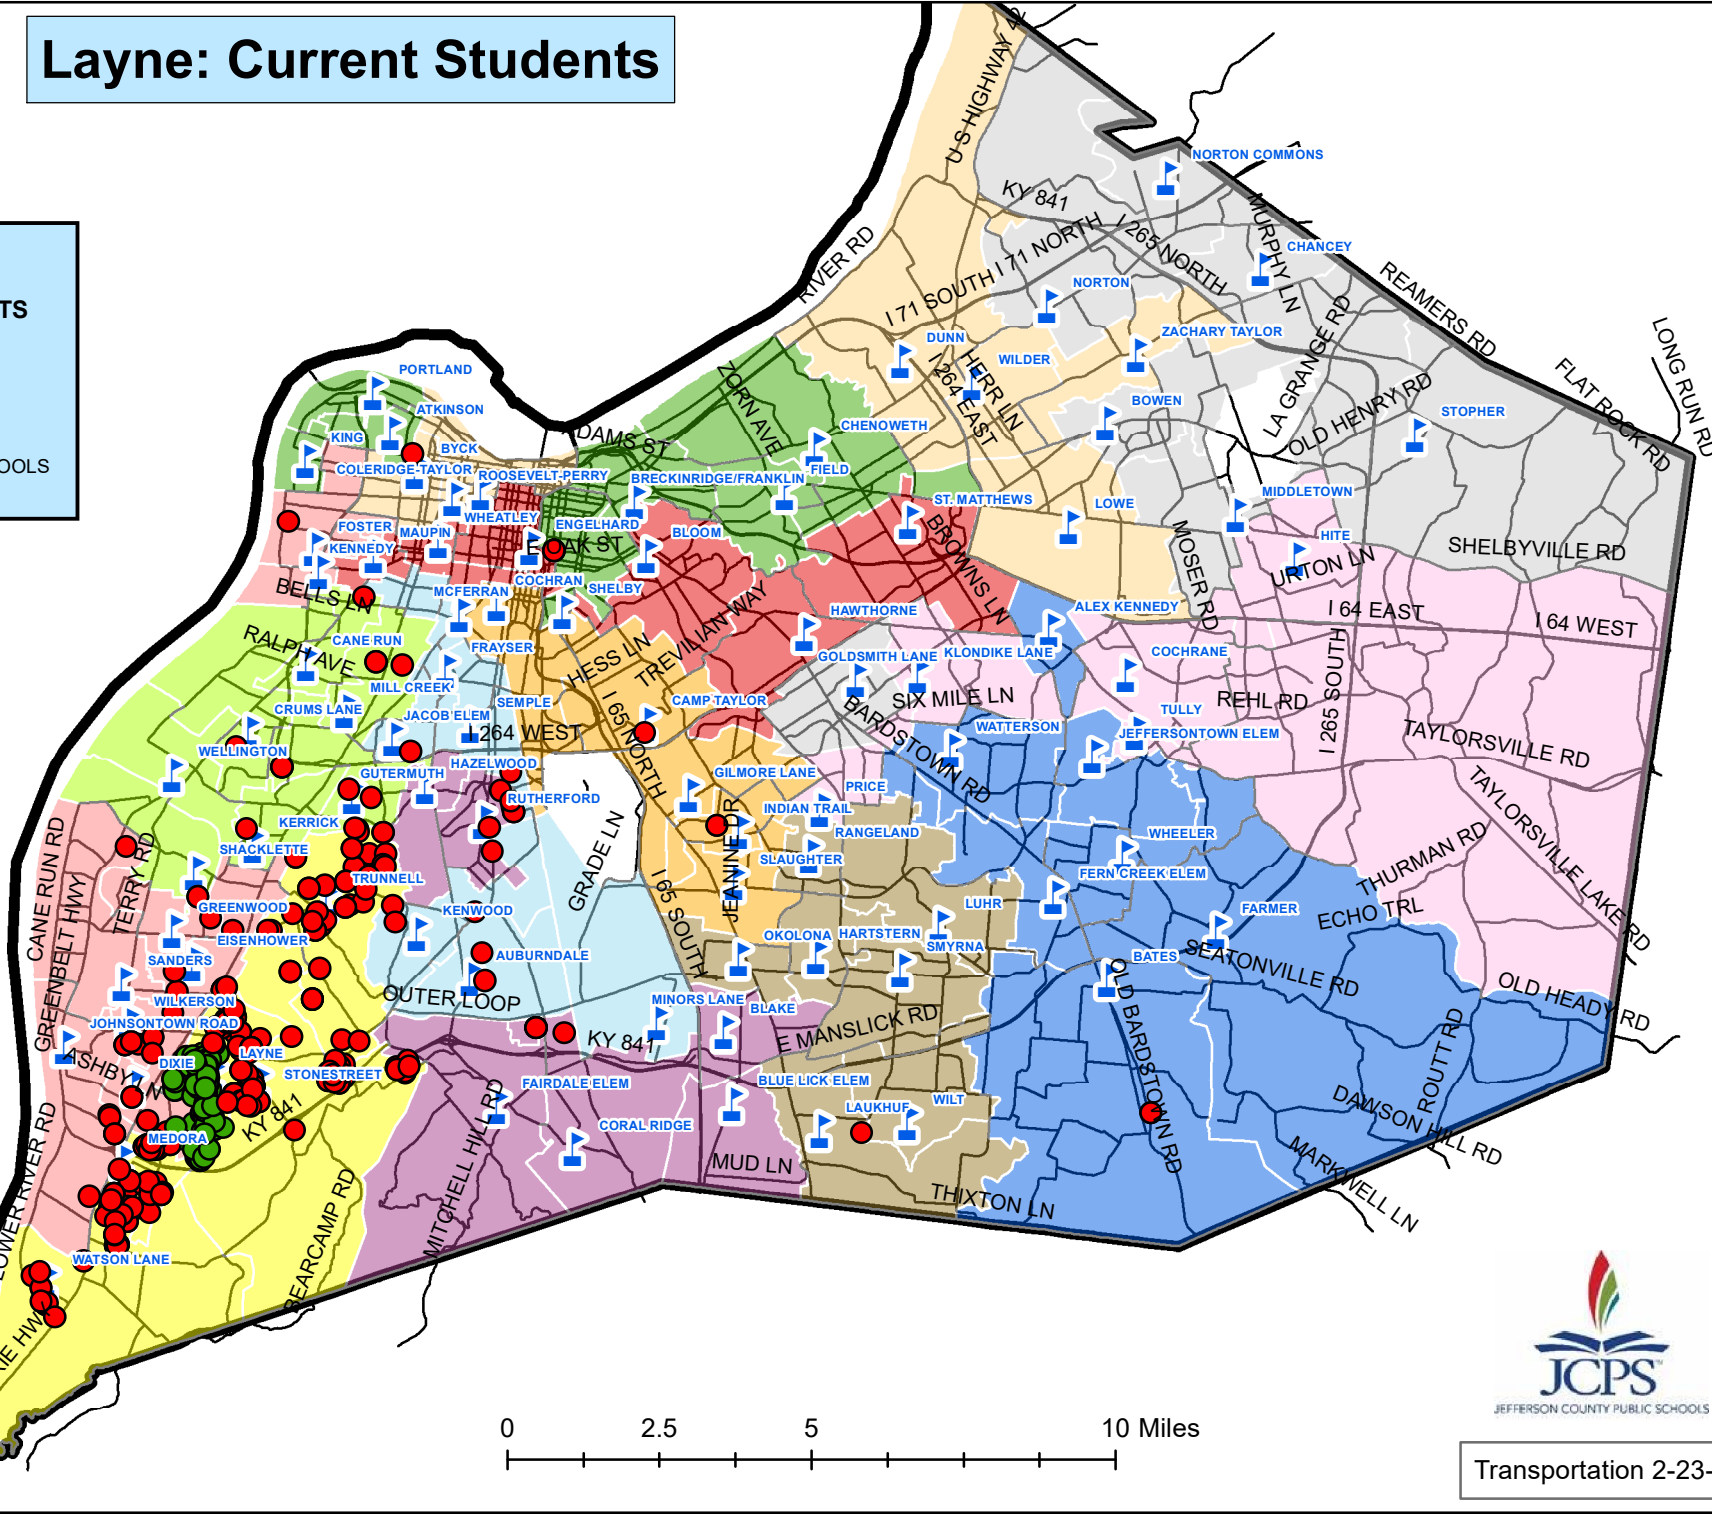 Layne: Current Students
TS
OOLS
U S HIGHWAY 42
NORTON COMMONS
KY 841
I 265 NORTH
MURPHY LN
CHANCEY
I 71 NORTH
I 71 SOUTH
RIVER RD
REAMERS RD
NORTON
LONG RUN RD
ZACHARY TAYLOR
LA GRANGE RD
DUNN
WILDER
HERR LN
I 264 EAST
FLAT ROCK RD
PORTLAND
ZORN AVE
BOWEN
OLD HENRY RD
STOPHER
ATKINSON
KING
BYCK
DAMS ST
CHENOWETH
COLERIDGE-TAYLOR
ROOSEVELT-PERRY
BRECKINRIDGE/FRANKLIN
FIELD
ST. MATTHEWS
LOWE
MIDDLETOWN
FOSTER
MAUPIN
WHEATLEY
ENGELHARD
BLOOM
BROWNS LN
MOSER RD
HITE
SHELBYVILLE RD
KENNEDY
OAK ST
URTON LN
BELLS LN
COCHRAN
SHELBY
MCFERRAN
HAWTHORNE
ALEX KENNEDY
I 64 EAST
I 64 WEST
RALPH AVE
CANE RUN
FRAYSER
HESS LN
TREVILIAN WAY
GOLDSMITH LANE
KLONDIKE LANE
COCHRANE
MILL CREEK
SIX MILE LN
REHL RD
I 265 SOUTH
CRUMS LANE
JACOB ELEM
SEMPLE
CAMP TAYLOR
I 65 NORTH
BARDSTOWN RD
WATTERSON
TULLY
JEFFERSONTOWN ELEM
TAYLORSVILLE RD
I 264 WEST
WELLINGTON
GUTERMUTH
HAZELWOOD
GILMORE LANE
PRICE
TAYLORSVILLE LAKE RD
RUTHERFORD
INDIAN TRAIL
RANGELAND
WHEELER
THURMAN RD
KERRICK
CANE RUN RD
TERRY RD
SHACKLETTE
GRADE LN
JEANINE DR
SLAUGHTER
FERN CREEK ELEM
TRUNNELL
GREENBELT HWY
GREENWOOD
KENWOOD
I 65 SOUTH
LUHR
FARMER
ECHO TRL
EISENHOWER
OKOLONA
HARTSTERN
SMYRNA
SANDERS
AUBURNDALE
BATES
SEATONVILLE RD
OLD HEADY RD
WILKERSON
OUTER LOOP
MINORS LANE
BLAKE
E MANSLICK RD
OLD BARDSTOWN RD
ROUTT RD
JOHNSONTOWN ROAD
KY 841
ASHBY LN
DIXIE
LAYNE
STONESTREET
FAIRDALE ELEM
BLUE LICK ELEM
LAUKHUF
WILT
DAWSON HILL RD
KY 841
MEDORA
CORAL RIDGE
MARKWELL LN
LOWER RIVER RD
MITCHELL HILL RD
MUD LN
THIXTON LN
BEARCAMP RD
WATSON LANE
IE HWY
JCPS
JEFFERSON COUNTY PUBLIC SCHOOLS
0 2.5 5 10 Miles
Transportation 2-23-